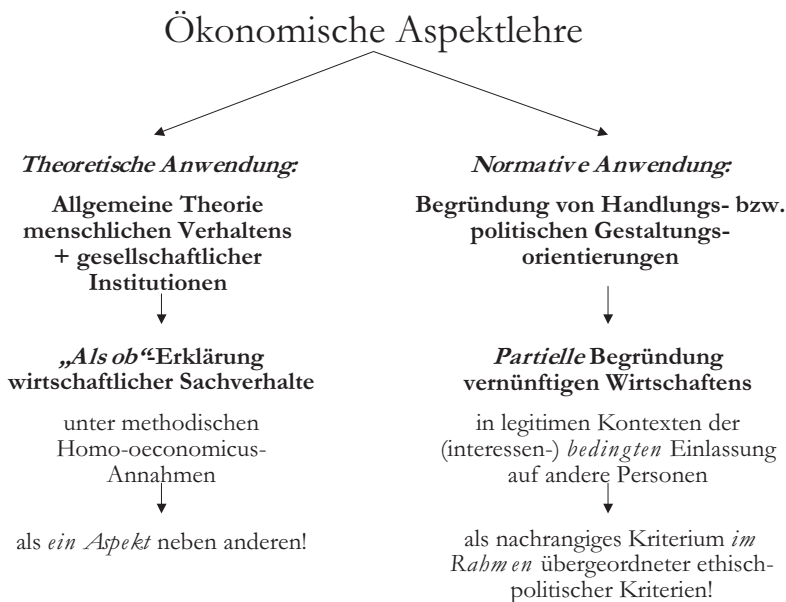 Ökonomische Aspektlehre
Theoretische Anwendung:
Allgemeine Theorie
menschlichen Verhaltens
+ gesellschaftlicher
Institutionen
„Als ob“-Erklärung
wirtschaftlicher Sachverhalte
unter methodischen
Homo-oeconomicus-
Annahmen
als ein Aspekt neben anderen!
Normative Anwendung:
Begründung von Handlungs- bzw.
politischen Gestaltungs-
orientierungen
Partielle Begründung
vernünftigen Wirtschaftens
in legitimen Kontexten der
(interessen-) bedingten Einlassung
auf andere Personen
als nachrangiges Kriterium im
Rahmen übergeordneter ethisch-
politischer Kriterien!